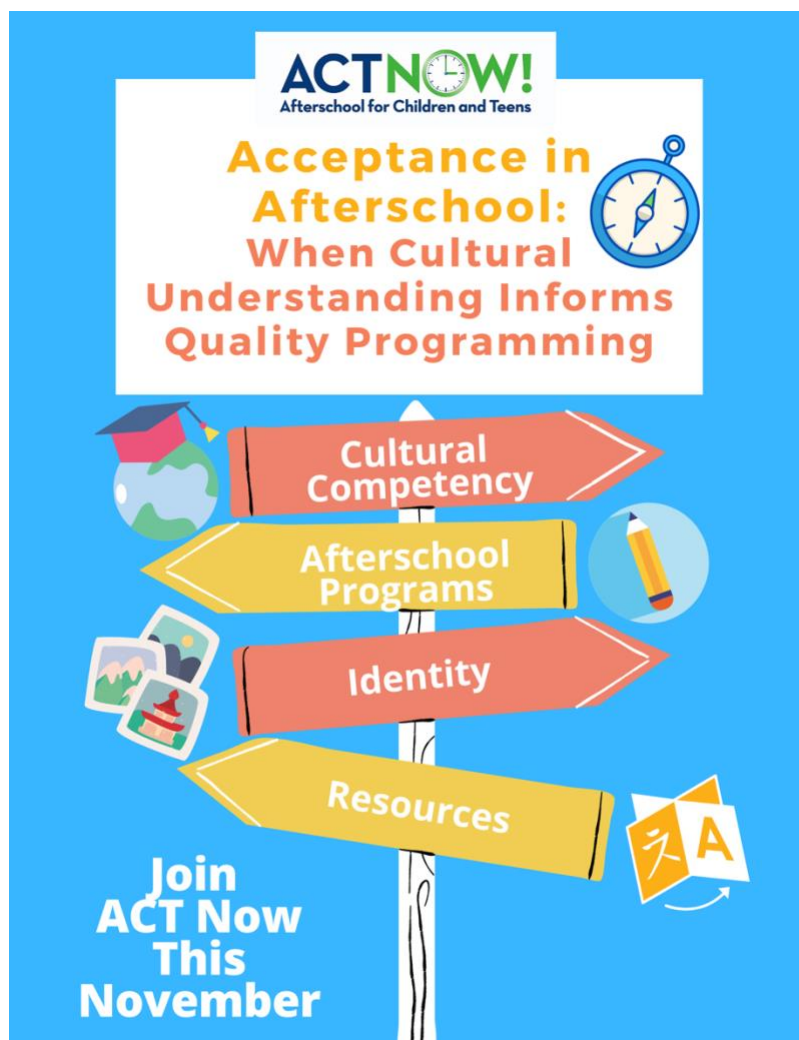 ACTNOW!
Afterschool for Children and Teens
Acceptance in
Afterschool:
When Cultural
Understanding Informs
Quality Programming
Cultural
Competency
Afterschool
Programs
Identity
Resources
A
Join
ACT Now
This
November